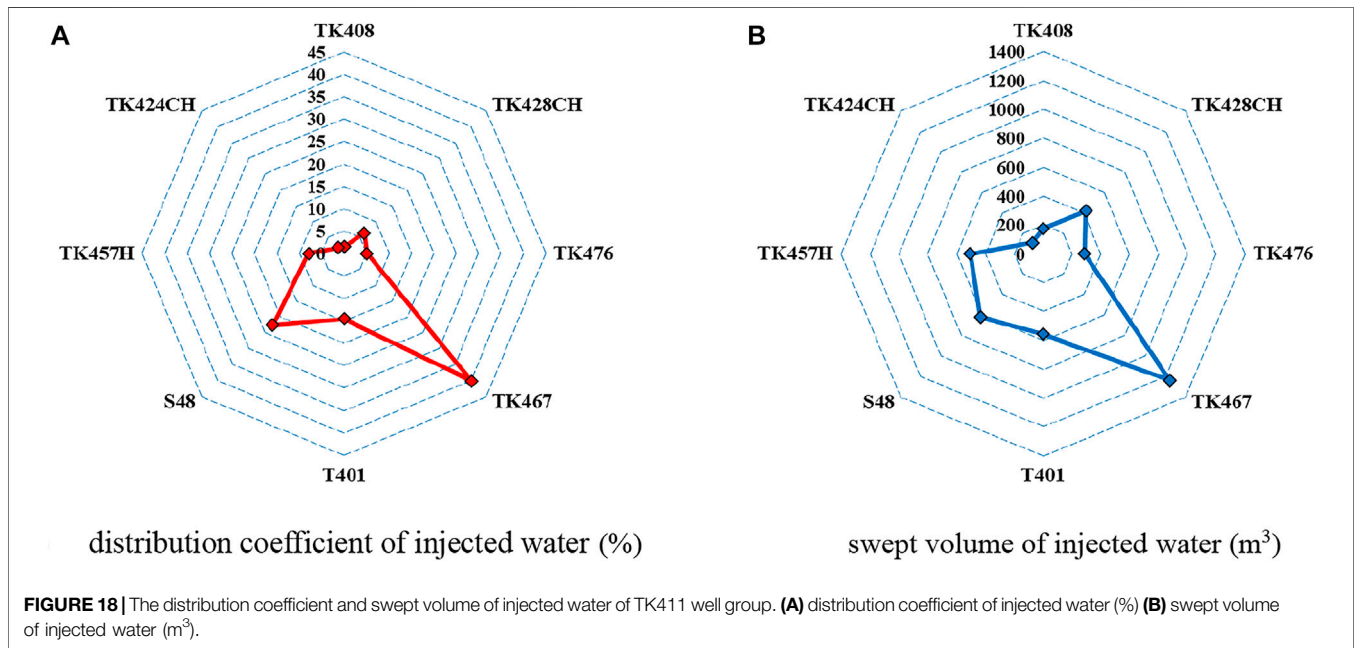 A
TK408
45
40
35
30
25
20
15
10
5
0
TK424CH
TK428CH
TK457H
TK476
S48
TK467
T401
distribution coefficient of injected water (%)
B
TK408
1400
1200
1000
800
600
400
200
0
TK424CH
TK428CH
TK457H
TK476
S48
TK467
T401
swept volume of injected water (m³)
FIGURE 18 | The distribution coefficient and swept volume of injected water of TK411 well group. (A) distribution coefficient of injected water (%) (B) swept volume
of injected water (m³).